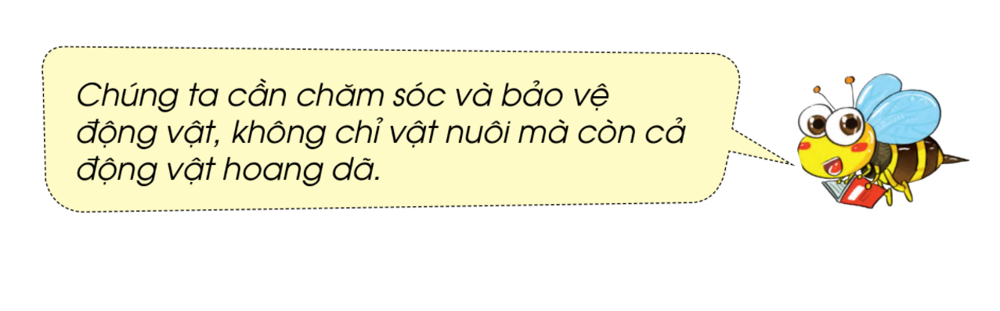 Chúng ta cần chăm sóc và bảo vệ
động vật, không chỉ vật nuôi mà còn cả
động vật hoang dã.